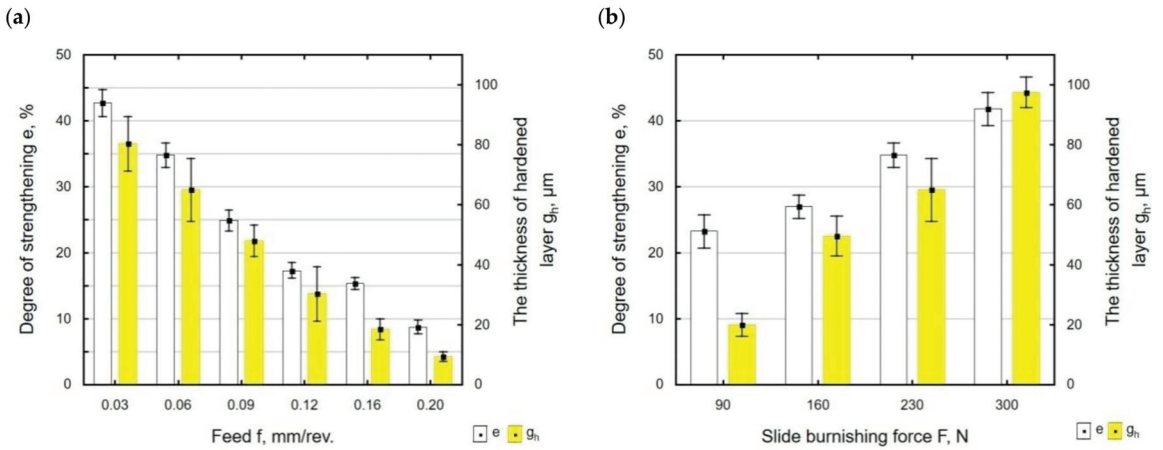 (a)
50
40
30
20
10
0
Degree of strengthening e, %
100
80
60
40
20
0
The thickness of hardened
layer gh, µm
0.03 0.06 0.09 0.12 0.16 0.20
Feed f, mm/rev.
e gh
(b)
50
40
30
20
10
0
Degree of strengthening e, %
100
80
60
40
20
0
The thickness of hardened
layer gh, µm
90 160 230 300
Slide burnishing force F, N
e gh